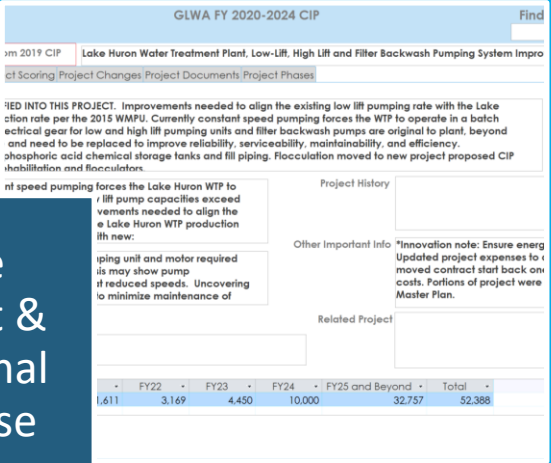 GLWA FY 2020-2024 CIP
Find
om 2019 CIP
Lake Huron Water Treatment Plant, Low-Lift, High Lift and Filter Backwash Pumping System Impro
ct Scoring Project Changes Project Documents Project Phases
FIED INTO THIS PROJECT. Improvements needed to align the existing low lift pumping rate with the Lake
ction rate per the 2015 WMPU. Currently constant speed pumping forces the WTP to operate in a batch
ectrical gear for low and high lift pumping units and filter backwash pumps are original to plant, beyond
and need to be replaced to improve reliability, serviceability, maintainability, and efficiency.
phosphoric acid chemical storage tanks and fill piping. Flocculation moved to new project proposed CIP
ehabilitation and flocculators.
nt speed pumping forces the Lake Huron WTP to
lift pump capacities exceed
vements needed to align the
e Lake Huron WTP production
ith new:
ping unit and motor required
sis may show pump
t reduced speeds. Uncovering
to minimize maintenance of
Project History
Other Important Info
*Innovation note: Ensure energ
Updated project expenses to
moved contract start back one
costs. Portions of project were
Master Plan.
Related Project
e
t &
nal
se
FY22 FY23 FY24 FY25 and Beyond Total
1,611 3,169 4,450 10,000 32,757 52,388